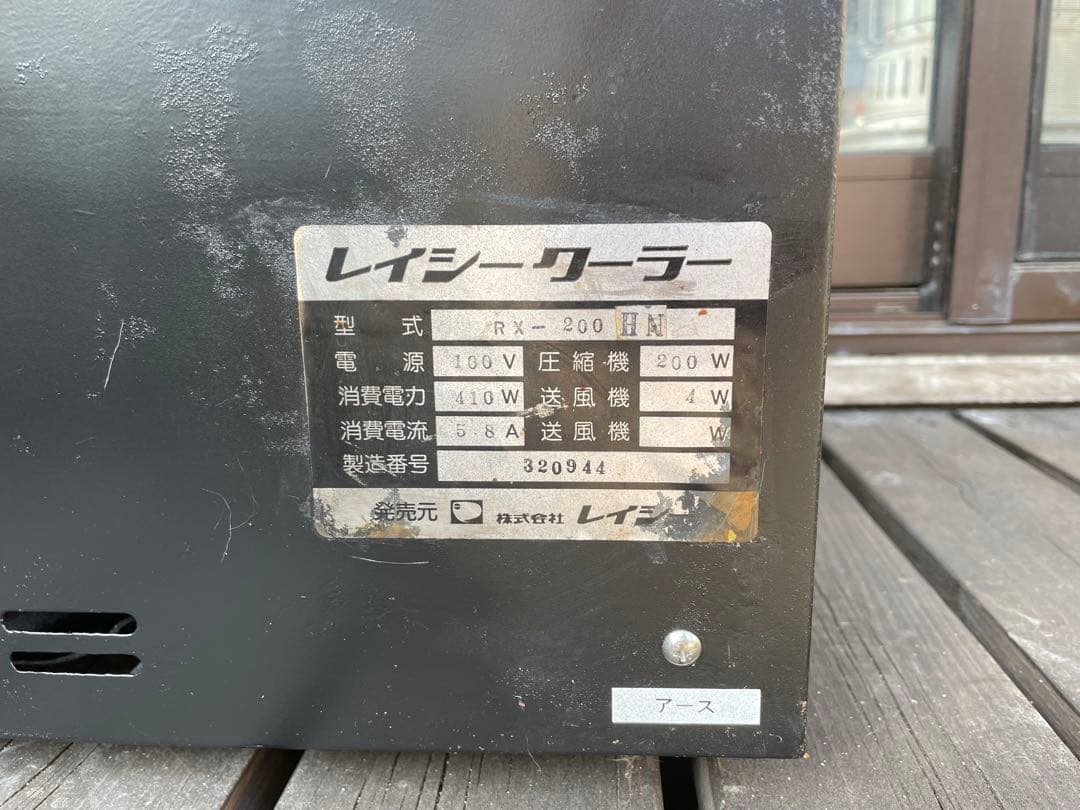 レイシークーラー
型式 RX-200 HN
電源 100V 圧縮機 200W
消費電力 410W 送風機 4W
消費電流 5.8A 送風機 W
製造番号 320944
発売元 株式会社 レイシー
アース